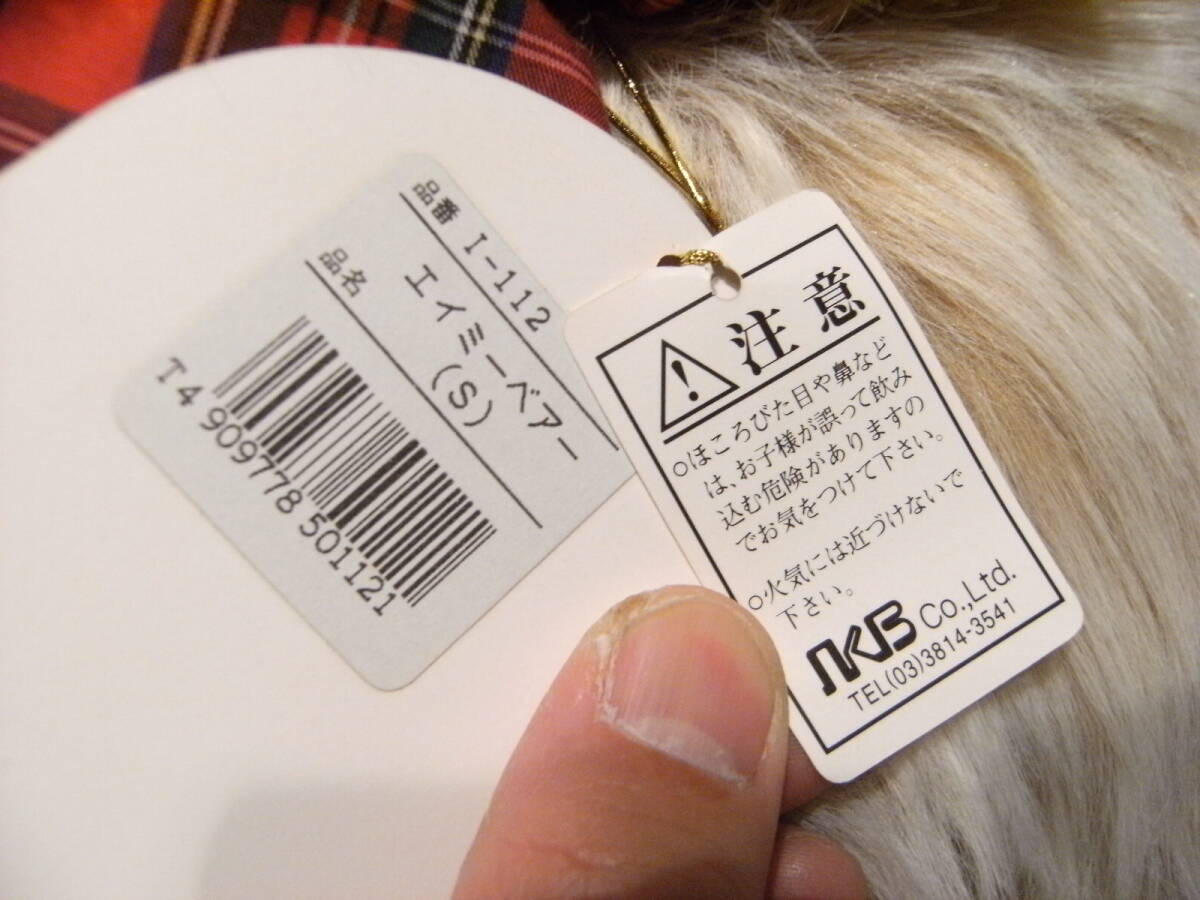 品番 I-112
品名
エイミーベアー
(S)
T4 909778 501121
注意
○ほころびた目や鼻など
は、お子様が誤って飲み
込む危険がありますの
でお気をつけて下さい。
○火気には近づけないで
下さい。
NKB Co.,Ltd.
TEL(03)3814-3541